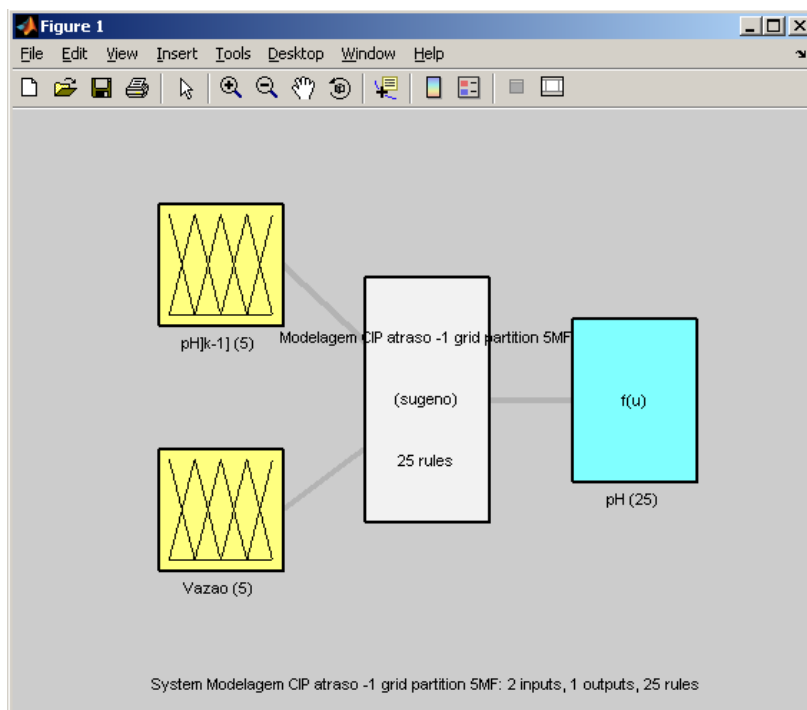 Figure 1
File Edit View Insert Tools Desktop Window Help
pH]k-1] (5)
Modelagem CIP atraso -1 grid partition 5MF
(sugeno)
f(u)
25 rules
pH (25)
Vazao (5)
System Modelagem CIP atraso -1 grid partition 5MF: 2 inputs, 1 outputs, 25 rules